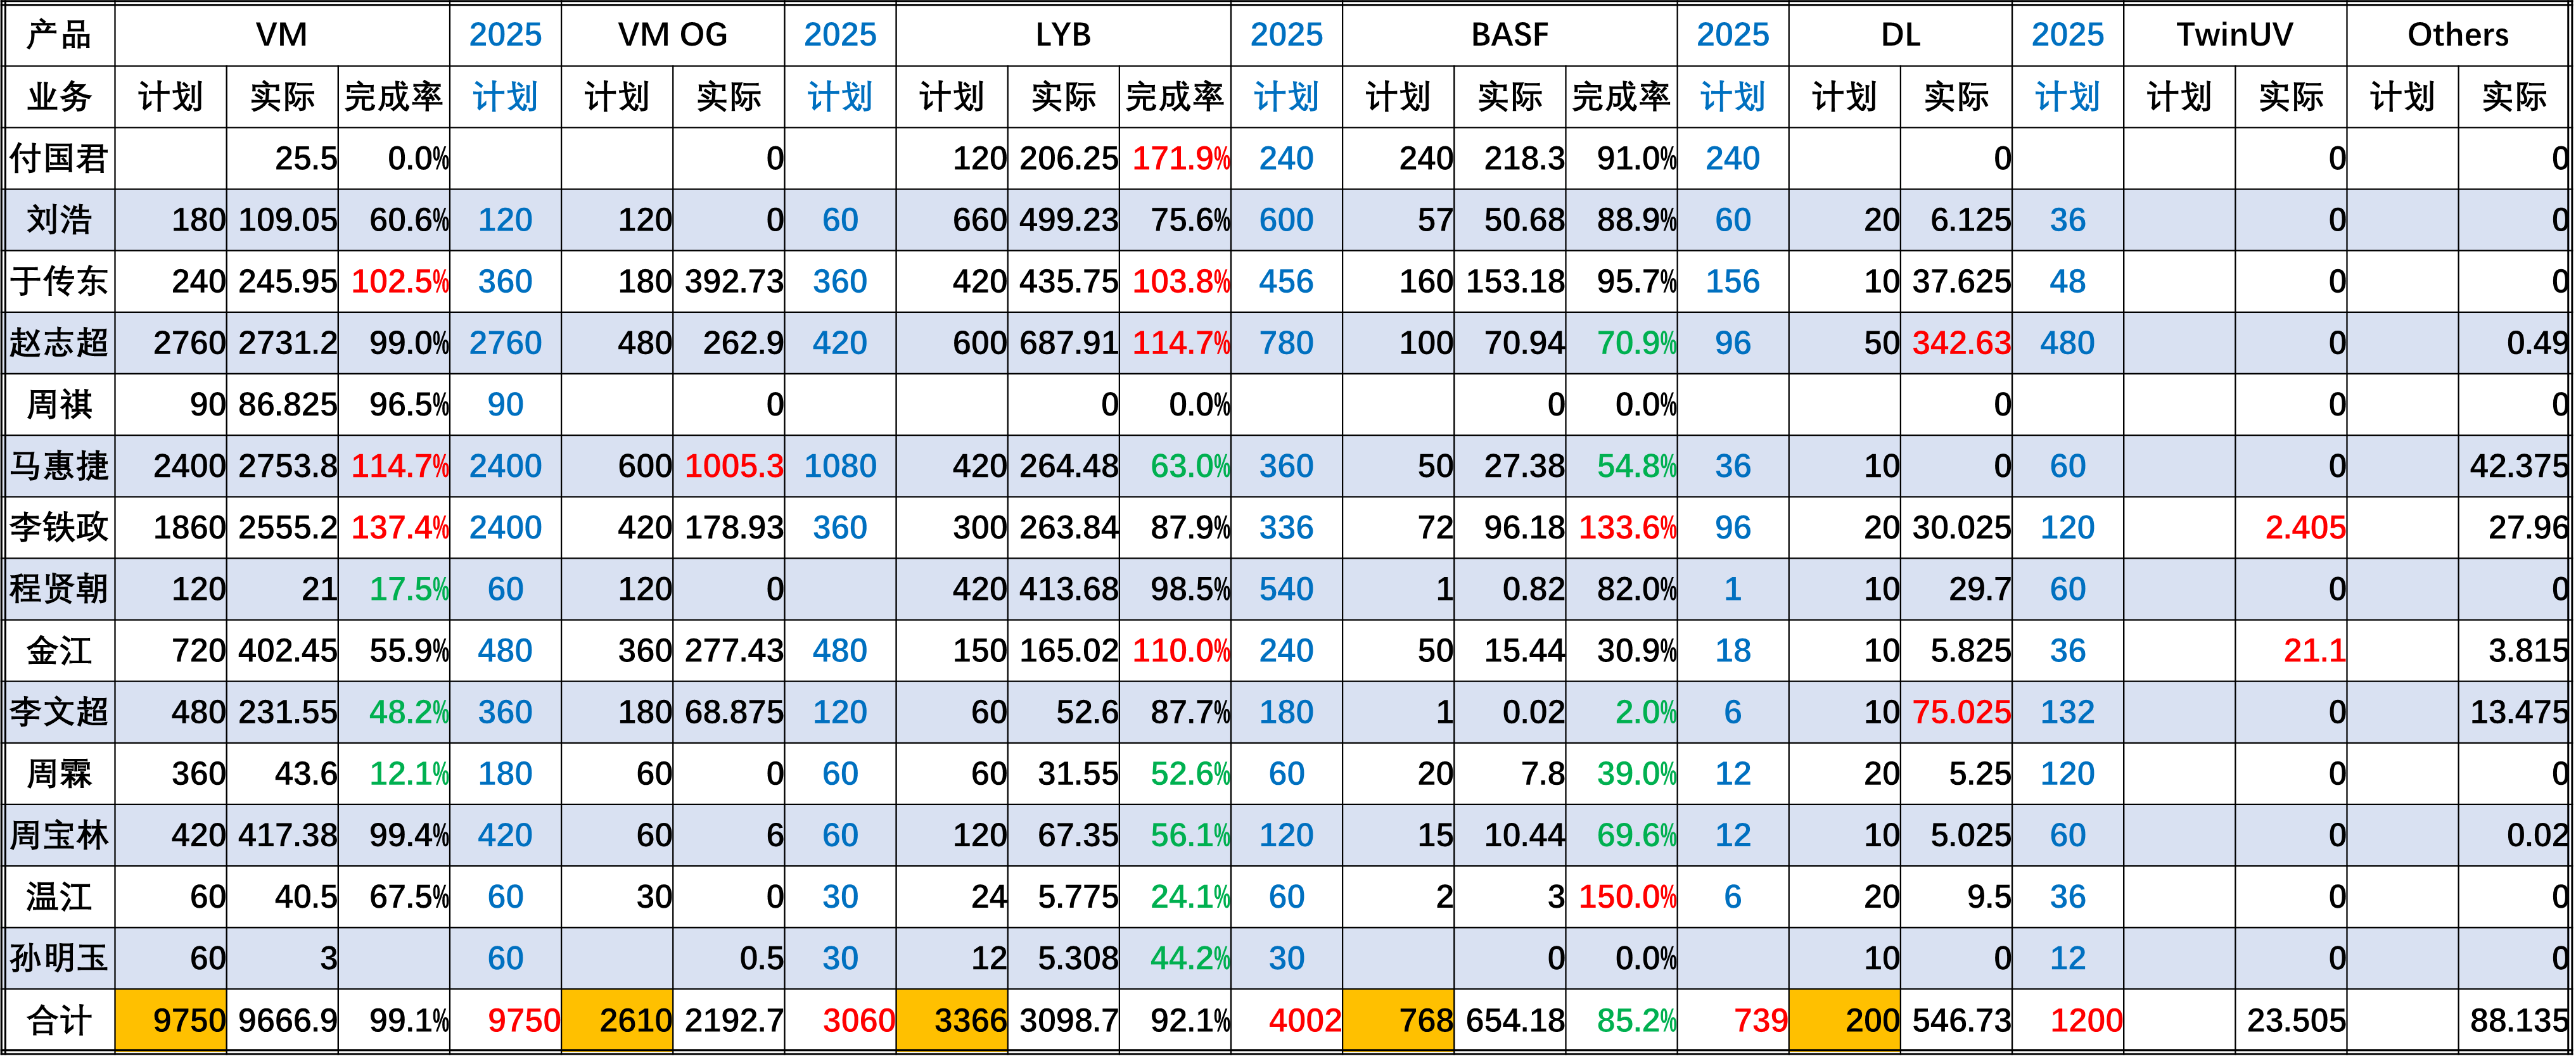 产品 VM 2025 VM OG 2025 LYB 2025 BASF 2025 DL 2025 TwinUV Others
业务 计划 实际 完成率 计划 计划 实际 计划 计划 实际 完成率 计划 计划 实际 完成率 计划 计划 实际 计划 计划 实际 计划 实际
付国君 25.5 0.0% 0 120 206.25 171.9% 240 240 218.3 91.0% 240 0 0 0
刘浩 180 109.05 60.6% 120 120 0 60 660 499.23 75.6% 600 57 50.68 88.9% 60 20 6.125 36 0 0
于传东 240 245.95 102.5% 360 180 392.73 360 420 435.75 103.8% 456 160 153.18 95.7% 156 10 37.625 48 0 0
赵志超 2760 2731.2 99.0% 2760 480 262.9 420 600 687.91 114.7% 780 100 70.94 70.9% 96 50 342.63 480 0 0.49
周祺 90 86.825 96.5% 90 0 0 0.0% 0 0.0% 0 0 0
马惠捷 2400 2753.8 114.7% 2400 600 1005.3 1080 420 264.48 63.0% 360 50 27.38 54.8% 36 10 0 60 0 42.375
李铁政 1860 2555.2 137.4% 2400 420 178.93 360 300 263.84 87.9% 336 72 96.18 133.6% 96 20 30.025 120 2.405 27.96
程贤朝 120 21 17.5% 60 120 0 420 413.68 98.5% 540 1 0.82 82.0% 1 10 29.7 60 0 0
金江 720 402.45 55.9% 480 360 277.43 480 150 165.02 110.0% 240 50 15.44 30.9% 18 10 5.825 36 21.1 3.815
李文超 480 231.55 48.2% 360 180 68.875 120 60 52.6 87.7% 180 1 0.02 2.0% 6 10 75.025 132 0 13.475
周霖 360 43.6 12.1% 180 60 0 60 60 31.55 52.6% 60 20 7.8 39.0% 12 20 5.25 120 0 0
周宝林 420 417.38 99.4% 420 60 6 60 120 67.35 56.1% 120 15 10.44 69.6% 12 10 5.025 60 0 0.02
温江 60 40.5 67.5% 60 30 0 30 24 5.775 24.1% 60 2 3 150.0% 6 20 9.5 36 0 0
孙明玉 60 3 60 0.5 30 12 5.308 44.2% 30 0 0.0% 10 0 12 0 0
合计 9750 9666.9 99.1% 9750 2610 2192.7 3060 3366 3098.7 92.1% 4002 768 654.18 85.2% 739 200 546.73 1200 23.505 88.135